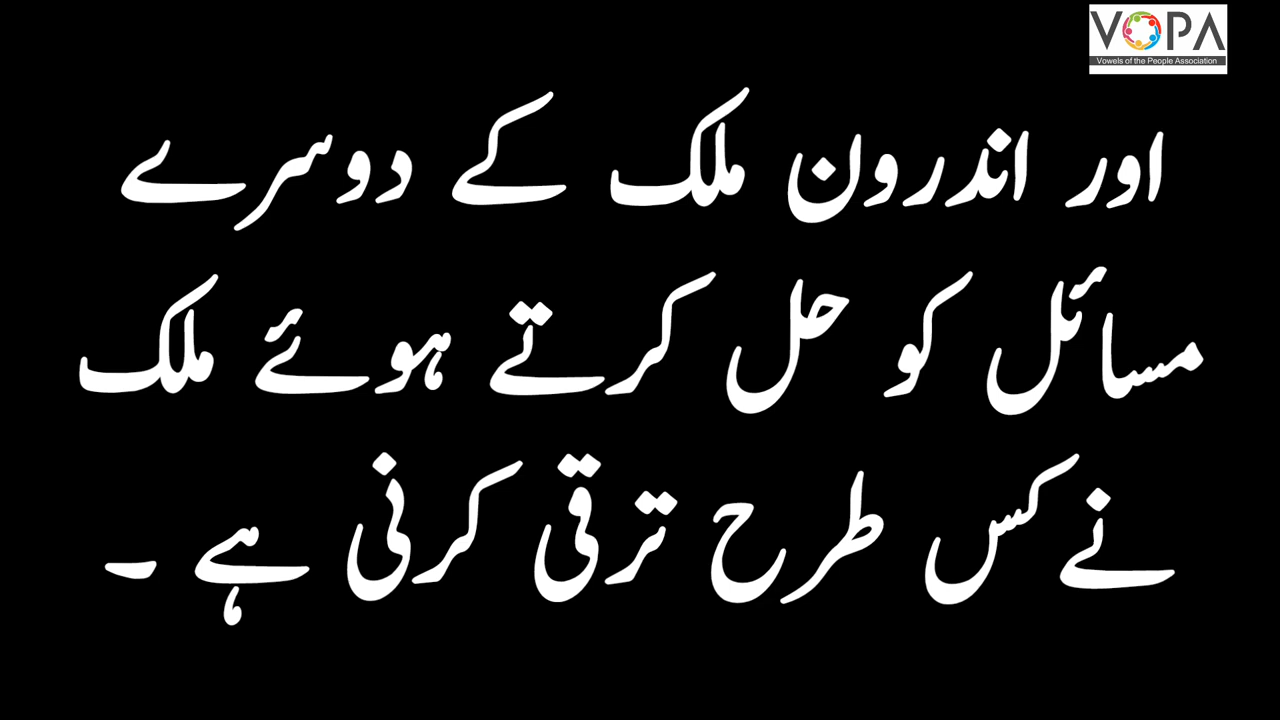 VOPA
Vowels of the People Association
اور اندرون ملک کے دوسرے
مسائل کو حل کرتے ہوئے ملک
نے کس طرح ترقی کرنی ہے ۔